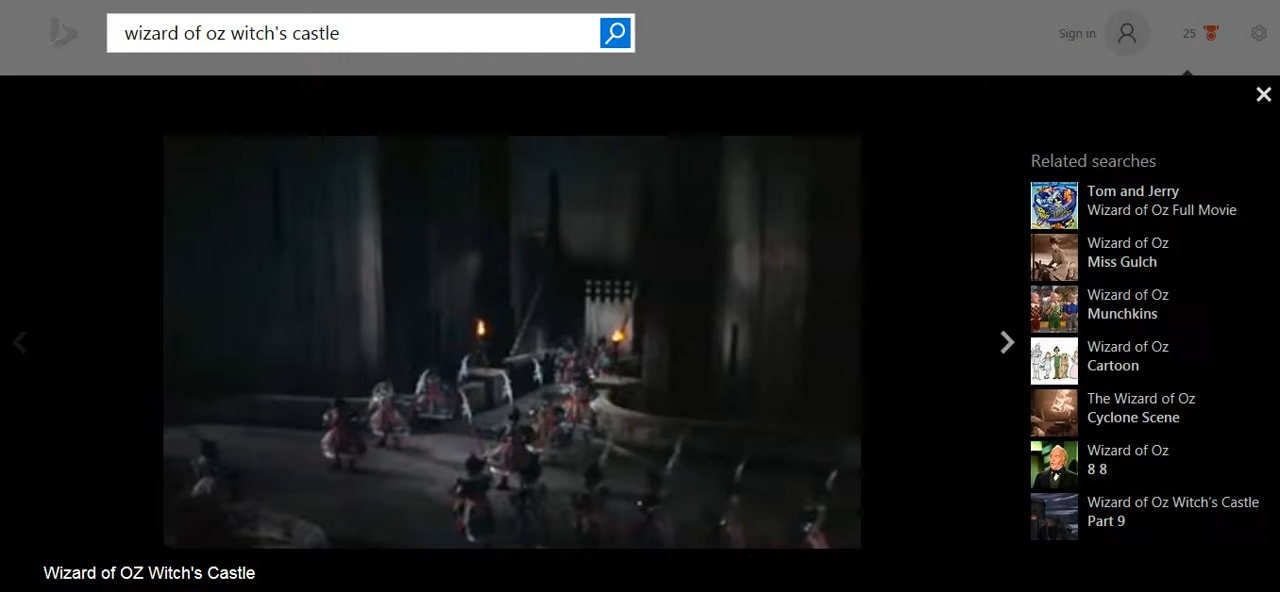 wizard of oz witch's castle
Sign in
25
Related searches
Tom and Jerry
Wizard of Oz Full Movie
Wizard of Oz
Miss Gulch
Wizard of Oz
Munchkins
Wizard of Oz
Cartoon
The Wizard of Oz
Cyclone Scene
Wizard of Oz
8 8
Wizard of Oz Witch's Castle
Part 9
Wizard of OZ Witch's Castle